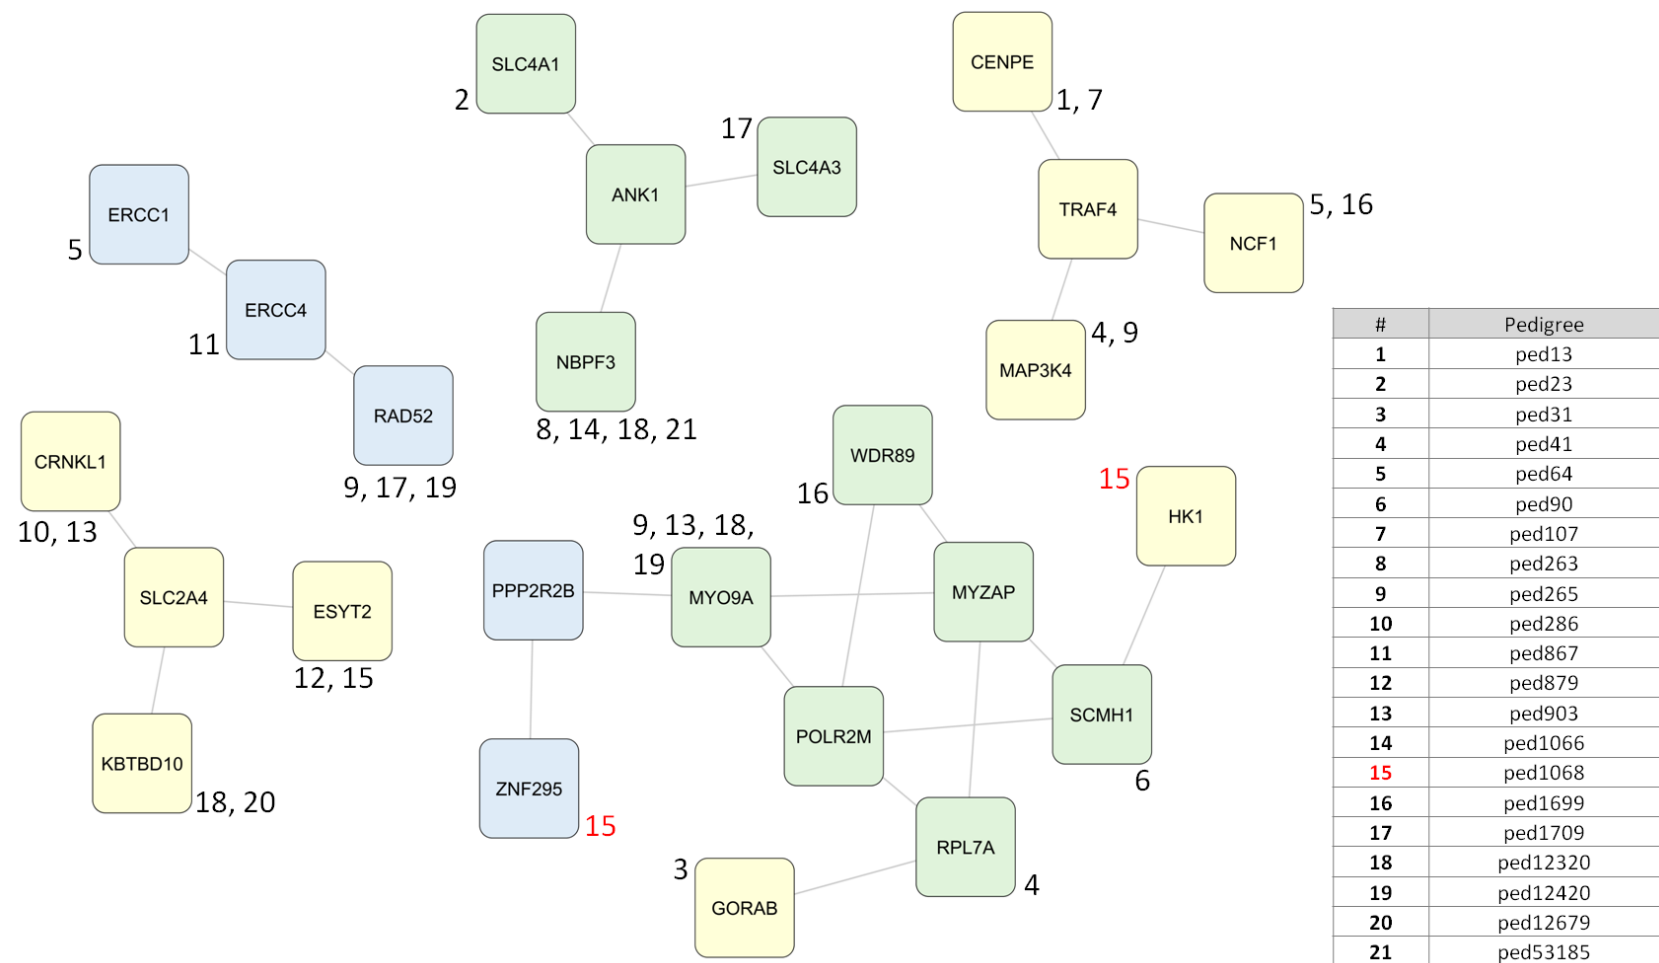 SLC4A1
2
CENPE
1, 7
17
SLC4A3
ANK1
ERCC1
5
TRAF4
5, 16
NCF1
ERCC4
11
NBPF3
8, 14, 18, 21
4, 9
MAP3K4
RAD52
9, 17, 19
CRNKL1
10, 13
SLC2A4
ESYT2
12, 15
KBTBD10
18, 20
WDR89
16
15
HK1
9, 13, 18,
19
PPP2R2B
MYO9A
MYZAP
POLR2M
SCMH1
6
ZNF295
15
RPL7A
4
3
GORAB
# Pedigree
1 ped13
2 ped23
3 ped31
4 ped41
5 ped64
6 ped90
7 ped107
8 ped263
9 ped265
10 ped286
11 ped867
12 ped879
13 ped903
14 ped1066
15 ped1068
16 ped1699
17 ped1709
18 ped12320
19 ped12420
20 ped12679
21 ped53185